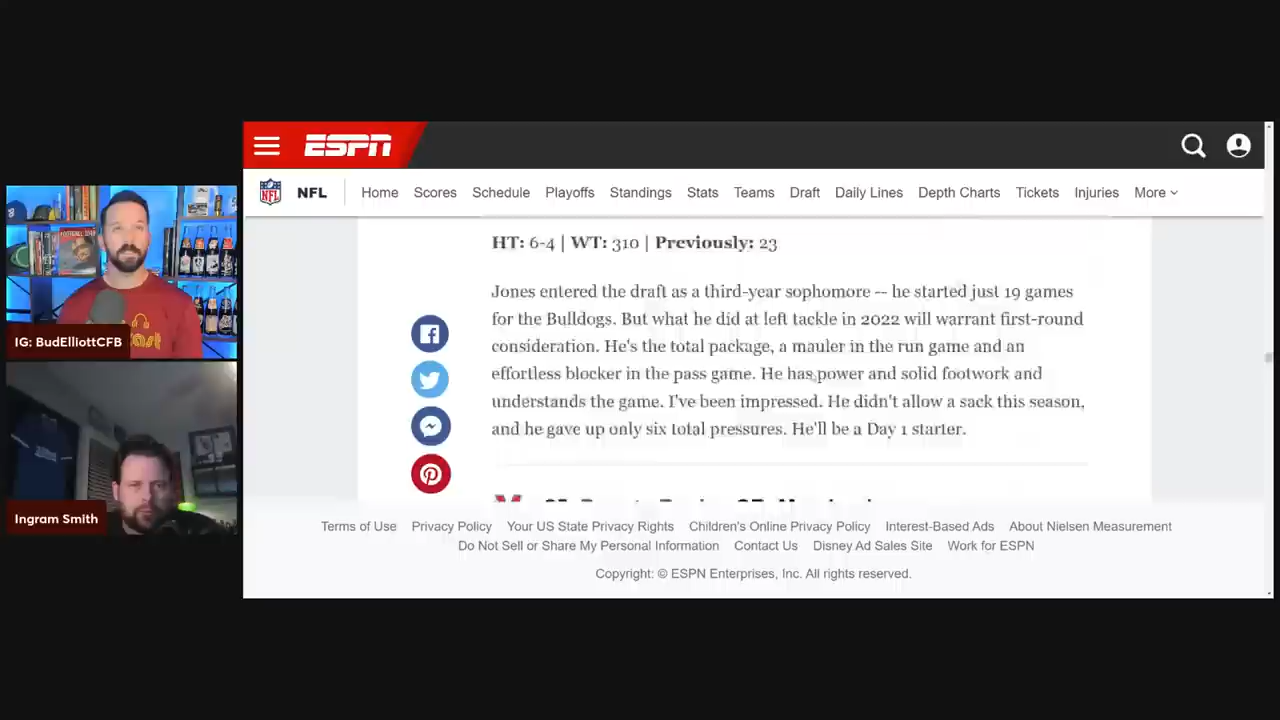 ESPN
NFL
Home Scores Schedule Playoffs Standings Stats Teams Draft Daily Lines Depth Charts Tickets Injuries More
HT: 6-4 | WT: 310 | Previously: 23
Jones entered the draft as a third-year sophomore -- he started just 19 games
for the Bulldogs. But what he did at left tackle in 2022 will warrant first-round
consideration. He's the total package, a mauler in the run game and an
effortless blocker in the pass game. He has power and solid footwork and
understands the game. I've been impressed. He didn't allow a sack this season,
and he gave up only six total pressures. He'll be a Day 1 starter.
IG: BudElliottCFB
Ingram Smith
Terms of Use Privacy Policy Your US State Privacy Rights Children's Online Privacy Policy Interest-Based Ads About Nielsen Measurement
Do Not Sell or Share My Personal Information Contact Us Disney Ad Sales Site Work for ESPN
Copyright: © ESPN Enterprises, Inc. All rights reserved.